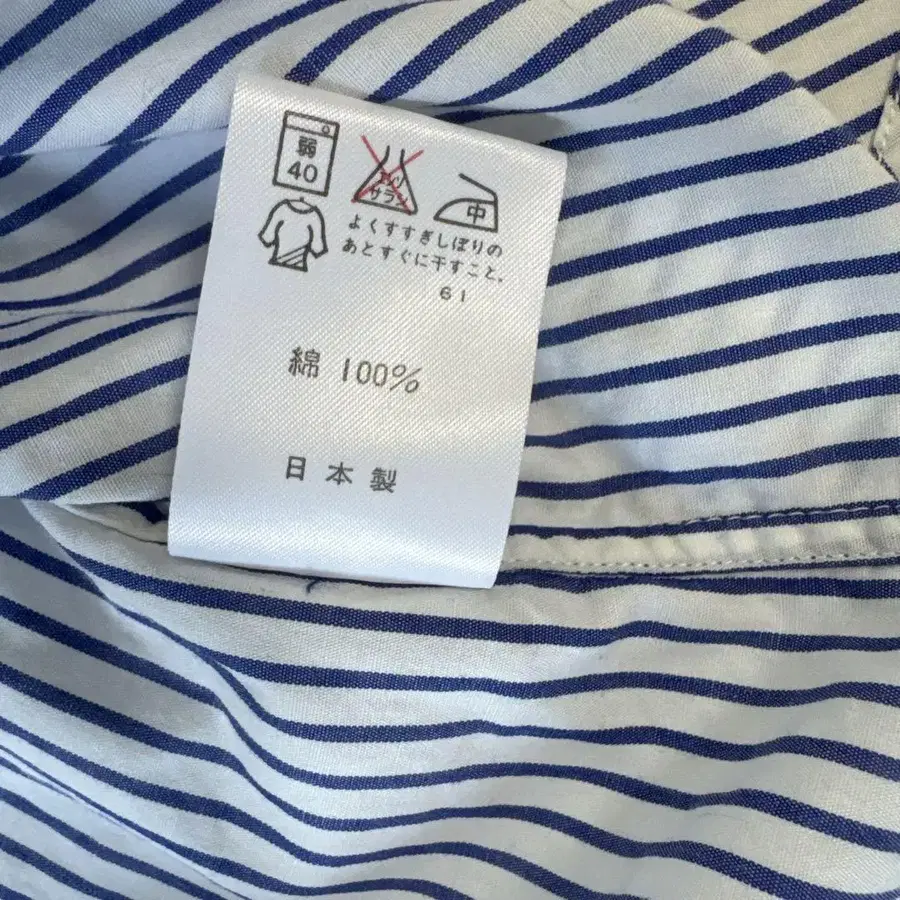 弱
40
エンソ
サラシ
中
よくすすぎしぼりの
あとすぐに干すこと.
61
綿 100%
日本製